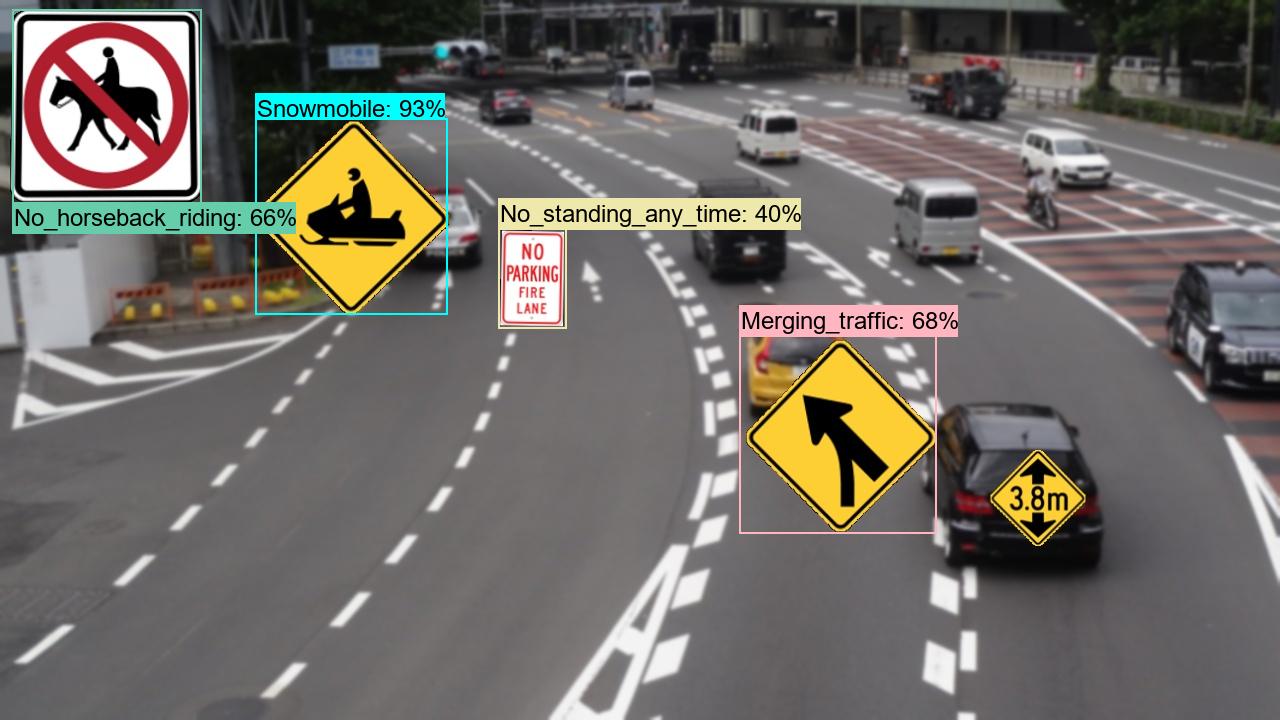 Snowmobile: 93%
No_horseback_riding: 66%
No_standing_any_time: 40%
NO
PARKING
FIRE
LANE
Merging_traffic: 68%
3.8m